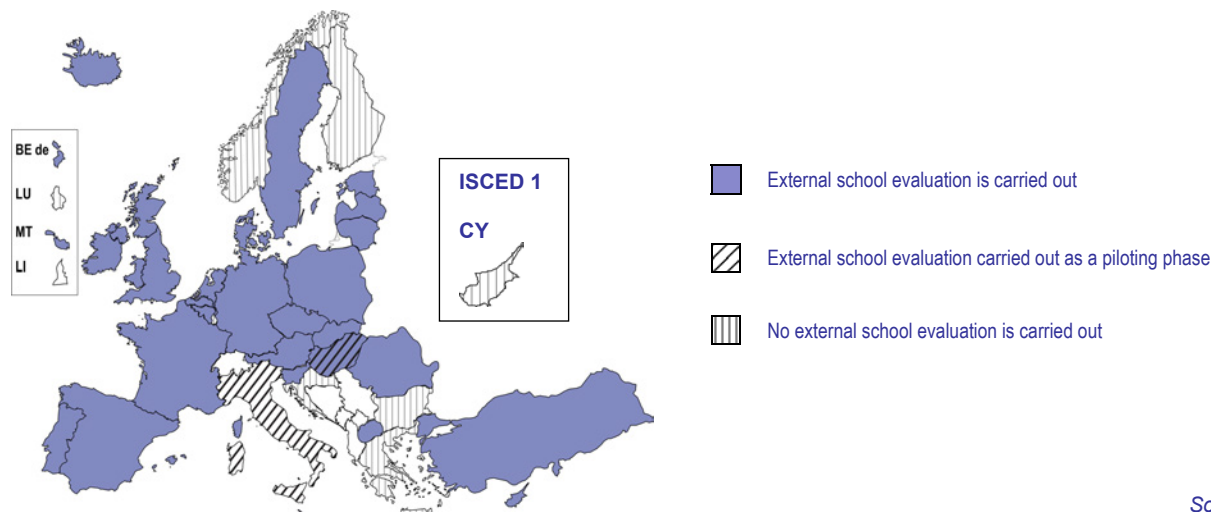 BE de
LU
MT
LI
ISCED 1
CY
External school evaluation is carried out
External school evaluation carried out as a piloting phase
No external school evaluation is carried out
So